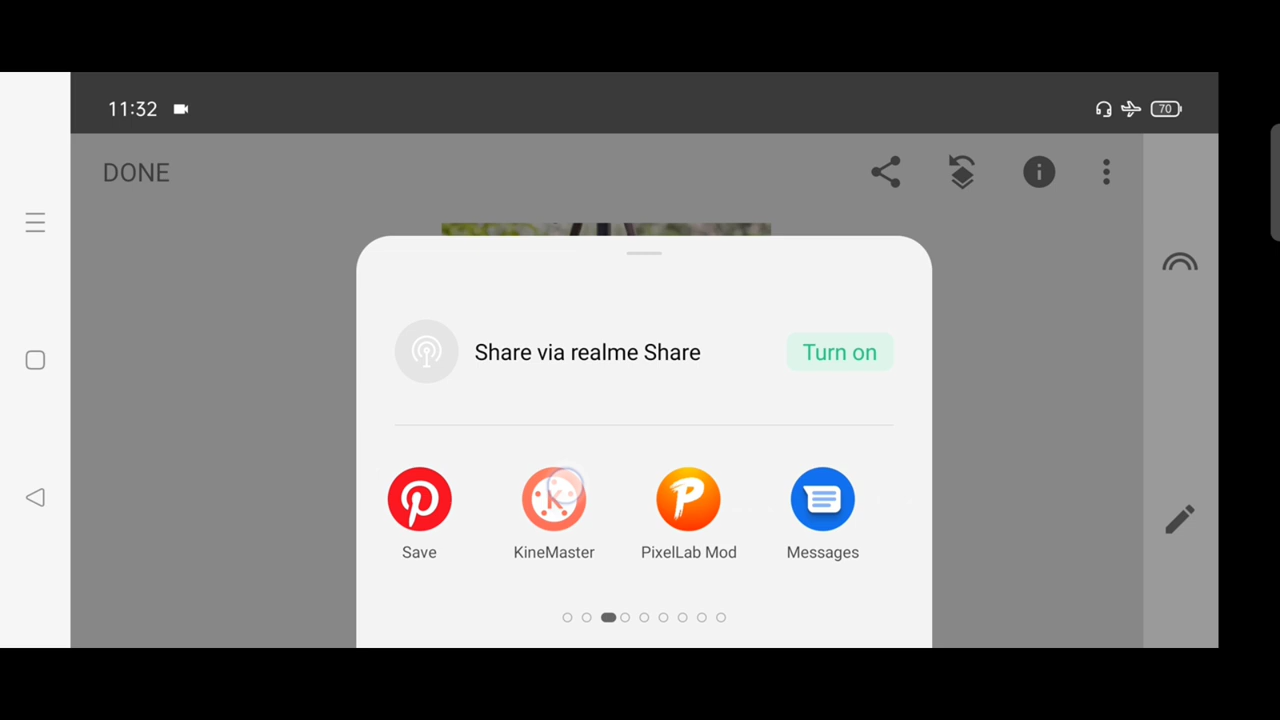 11:32
70
DONE
Share via realme Share
Turn on
Save
KineMaster
PixelLab Mod
Messages